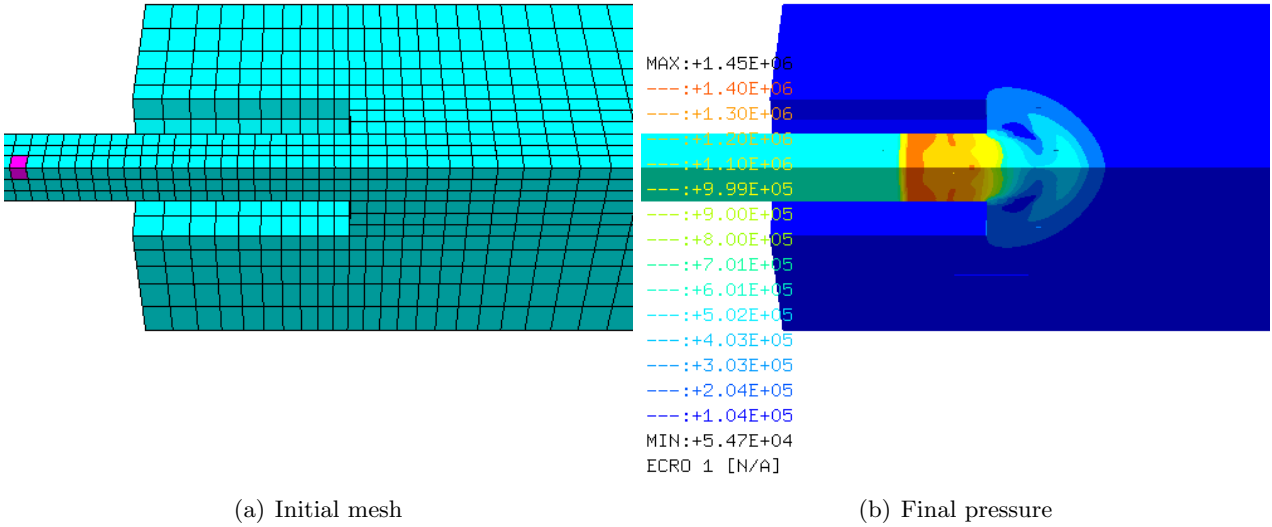 MAX:+1.45E+06
---:+1.40E+06
---:+1.30E+06
---:+1.20E+06
---:+1.10E+06
---:+9.99E+05
---:+9.00E+05
---:+8.00E+05
---:+7.01E+05
---:+6.01E+05
---:+5.02E+05
---:+4.03E+05
---:+3.03E+05
---:+2.04E+05
---:+1.04E+05
MIN:+5.47E+04
ECRO 1 [N/A]
(a) Initial mesh
(b) Final pressure